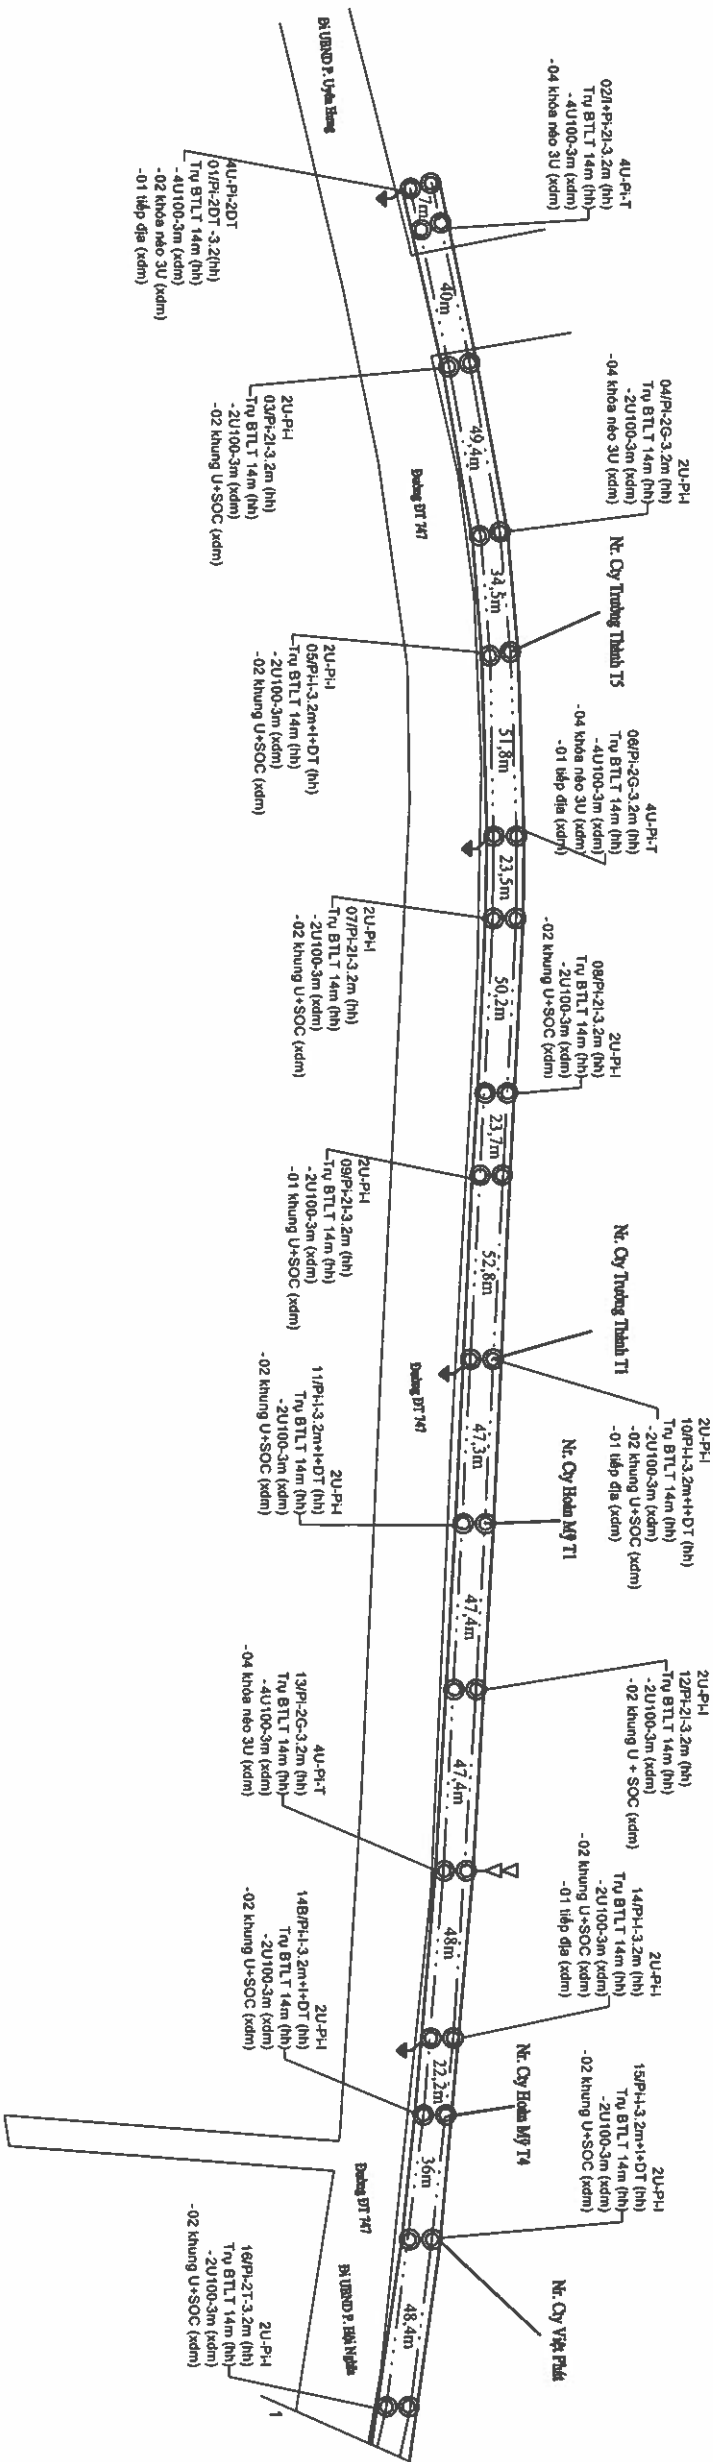 Đi UBND P. Uyên Hưng
4U-Pi-T
02/I+Pi-2I-3.2m (hh)
Trụ BTLT 14m (hh)
-4U100-3m (xdm)
-04 khóa néo 3U (xdm)
4U-Pi-2DT
01/Pi-2DT -3.2(hh)
Trụ BTLT 14m (hh)
-4U100-3m (xdm)
-02 khóa néo 3U (xdm)
-01 tiếp địa (xdm)
7m
40m
2U-Pi-I
03/Pi-2I-3.2m (hh)
Trụ BTLT 14m (hh)
-2U100-3m (xdm)
-02 khung U+SOC (xdm)
49,4m
2U-Pi-I
04/Pi-2G-3.2m (hh)
Trụ BTLT 14m (hh)
-2U100-3m (xdm)
-04 khóa néo 3U (xdm)
Đường ĐT 747
34,5m
Nr. Cty Trường Thành T5
2U-Pi-I
05/Pi-I-3.2m+I+DT (hh)
Trụ BTLT 14m (hh)
-2U100-3m (xdm)
-02 khung U+SOC (xdm)
51,8m
4U-Pi-T
06/Pi-2G-3.2m (hh)
Trụ BTLT 14m (hh)
-4U100-3m (xdm)
-04 khóa néo 3U (xdm)
-01 tiếp địa (xdm)
23,5m
2U-Pi-I
07/Pi-2I-3.2m (hh)
Trụ BTLT 14m (hh)
-2U100-3m (xdm)
-02 khung U+SOC (xdm)
50,2m
2U-Pi-I
08/Pi-2I-3.2m (hh)
Trụ BTLT 14m (hh)
-2U100-3m (xdm)
-02 khung U+SOC (xdm)
23,7m
2U-Pi-I
09/Pi-2I-3.2m (hh)
Trụ BTLT 14m (hh)
-2U100-3m (xdm)
-01 khung U+SOC (xdm)
52,8m
Nr. Cty Trường Thành T1
2U-Pi-I
10/Pi-I-3.2m+I+DT (hh)
Trụ BTLT 14m (hh)
-2U100-3m (xdm)
-02 khung U+SOC (xdm)
-01 tiếp địa (xdm)
Đường ĐT 747
47,3m
Nr. Cty Hoàn Mỹ T1
2U-Pi-I
11/Pi-I-3.2m+I+DT (hh)
Trụ BTLT 14m (hh)
-2U100-3m (xdm)
-02 khung U+SOC (xdm)
47,4m
2U-Pi-I
12/Pi-2I-3.2m (hh)
Trụ BTLT 14m (hh)
-2U100-3m (xdm)
-02 khung U + SOC (xdm)
47,4m
4U-Pi-T
13/Pi-2G-3.2m (hh)
Trụ BTLT 14m (hh)
-4U100-3m (xdm)
-04 khóa néo 3U (xdm)
48m
2U-Pi-I
14/Pi-I-3.2m (hh)
Trụ BTLT 14m (hh)
-2U100-3m (xdm)
-02 khung U+SOC (xdm)
-01 tiếp địa (xdm)
22,2m
Nr. Cty Hoàn Mỹ T4
2U-Pi-I
14B/Pi-I-3.2m+I+DT (hh)
Trụ BTLT 14m (hh)
-2U100-3m (xdm)
-02 khung U+SOC (xdm)
36m
2U-Pi-I
15/Pi-I-3.2m+I+DT (hh)
Trụ BTLT 14m (hh)
-2U100-3m (xdm)
-02 khung U+SOC (xdm)
Nr. Cty Việt Phát
Đường ĐT 747
Đi UBND P. Hội Nghĩa
48,4m
2U-Pi-I
16/Pi-2T-3.2m (hh)
Trụ BTLT 14m (hh)
-2U100-3m (xdm)
-02 khung U+SOC (xdm)
1